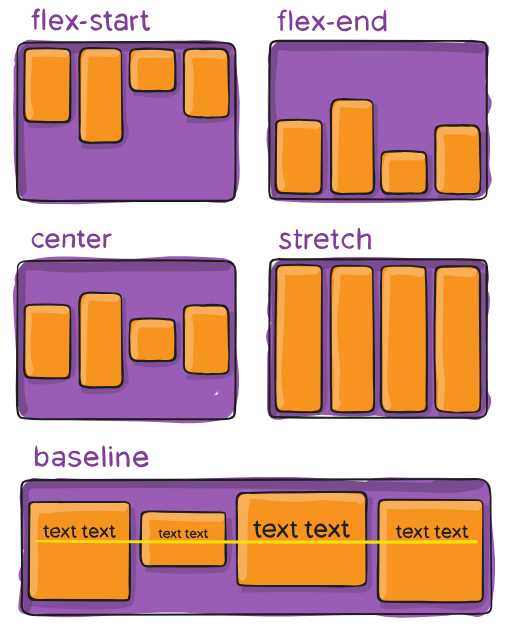 flex-start
flex-end
center
stretch
baseline
text text
text text
text text
text text